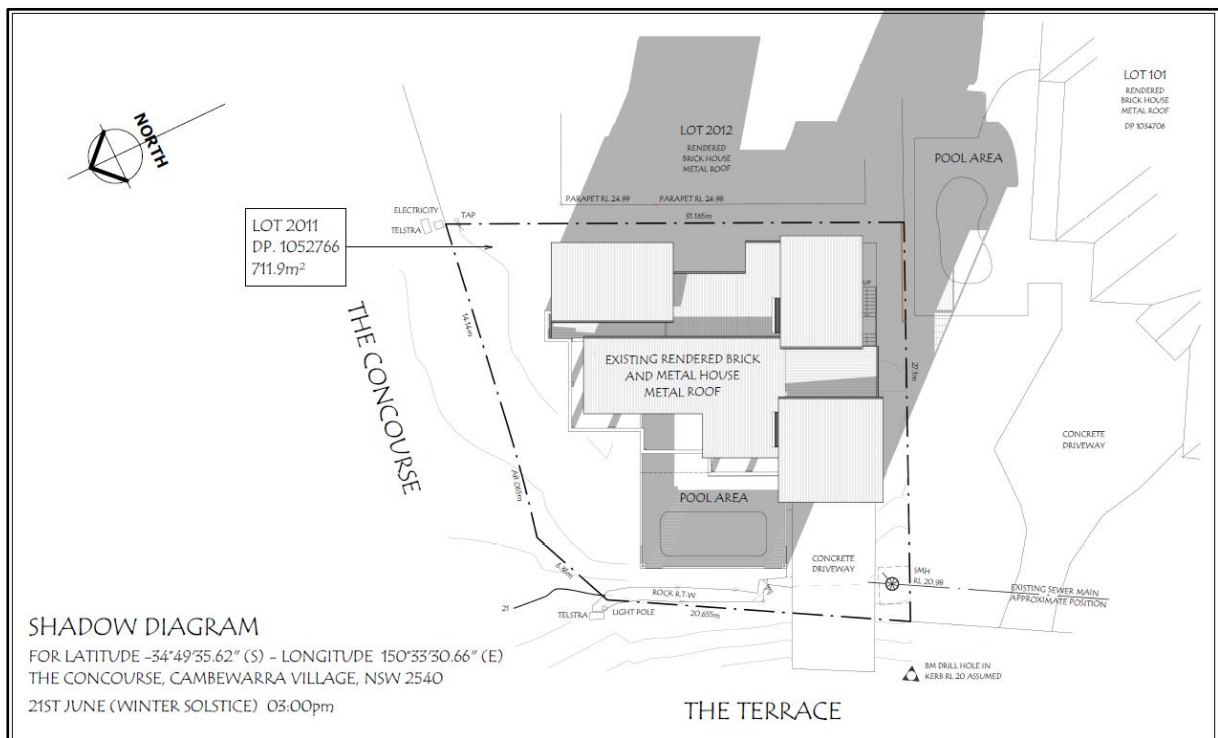 NORTH
LOT 101
RENDERED
BRICK HOUSE
METAL ROOF
DP 1034706
LOT 2012
RENDERED
BRICK HOUSE
METAL ROOF
POOL AREA
PARAPET RL 24.99
PARAPET RL 24.98
31.165m
ELECTRICITY
TAP
TELSTRA
LOT 2011
DP. 1052766
711.9m²
14.14m
THE CONCOURSE
EXISTING RENDERED BRICK
AND METAL HOUSE
METAL ROOF
27.1m
CONCRETE
DRIVEWAY
POOL AREA
CONCRETE
DRIVEWAY
SMH
RL 20.98
EXISTING SEWER MAIN
APPROXIMATE POSITION
ROCK R.T.W
21
TELSTRA
LIGHT POLE
20.655m
BM DRILL HOLE IN
KERB RL 20 ASSUMED
SHADOW DIAGRAM
FOR LATITUDE -34°49'35.62" (S) - LONGITUDE 150°33'30.66" (E)
THE CONCOURSE, CAMBEWARRA VILLAGE, NSW 2540
21ST JUNE (WINTER SOLSTICE) 03:00pm
THE TERRACE